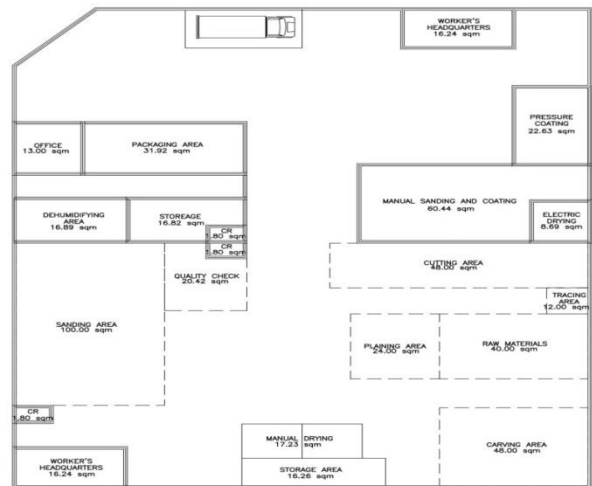 WORKER'S
HEADQUARTERS
16.24 sqm
PRESSURE
COATING
22.63 sqm
OFFICE
13.00 sqm
PACKAGING AREA
31.92 sqm
MANUAL SANDING AND COATING
60.44 sqm
DEHUMIDIFYING
AREA
16.89 sqm
STOREAGE
16.82 sqm
ELECTRIC
DRYING
8.69 sqm
CR
1.80 sqm
CR
1.80 sqm
CUTTING AREA
48.00 sqm
QUALITY CHECK
20.42 sqm
TRACING
AREA
12.00 sqm
SANDING AREA
100.00 sqm
PLAINING AREA
24.00 sqm
RAW MATERIALS
40.00 sqm
CR
1.80 sqm
MANUAL DRYING
17.23 sqm
CARVING AREA
48.00 sqm
WORKER'S
HEADQUARTERS
16.24 sqm
STORAGE AREA
16.26 sqm